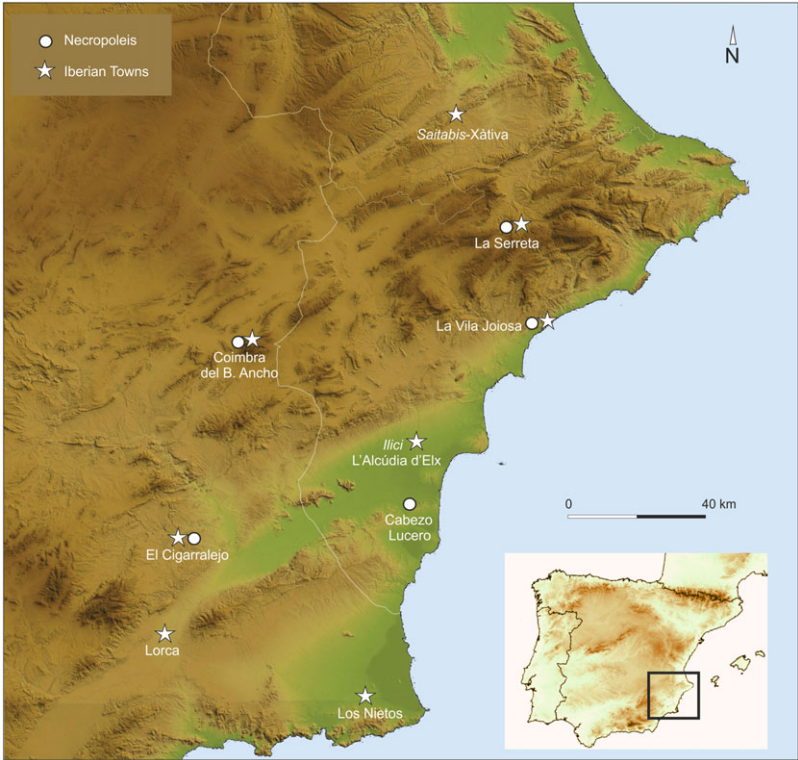 Necropoleis
Iberian Towns
N
Saitabis-Xàtiva
La Serreta
La Vila Joiosa
Coimbra
del B. Ancho
Ilici
L'Alcúdia d'Elx
Cabezo
Lucero
El Cigarralejo
Lorca
Los Nietos
0 40 km